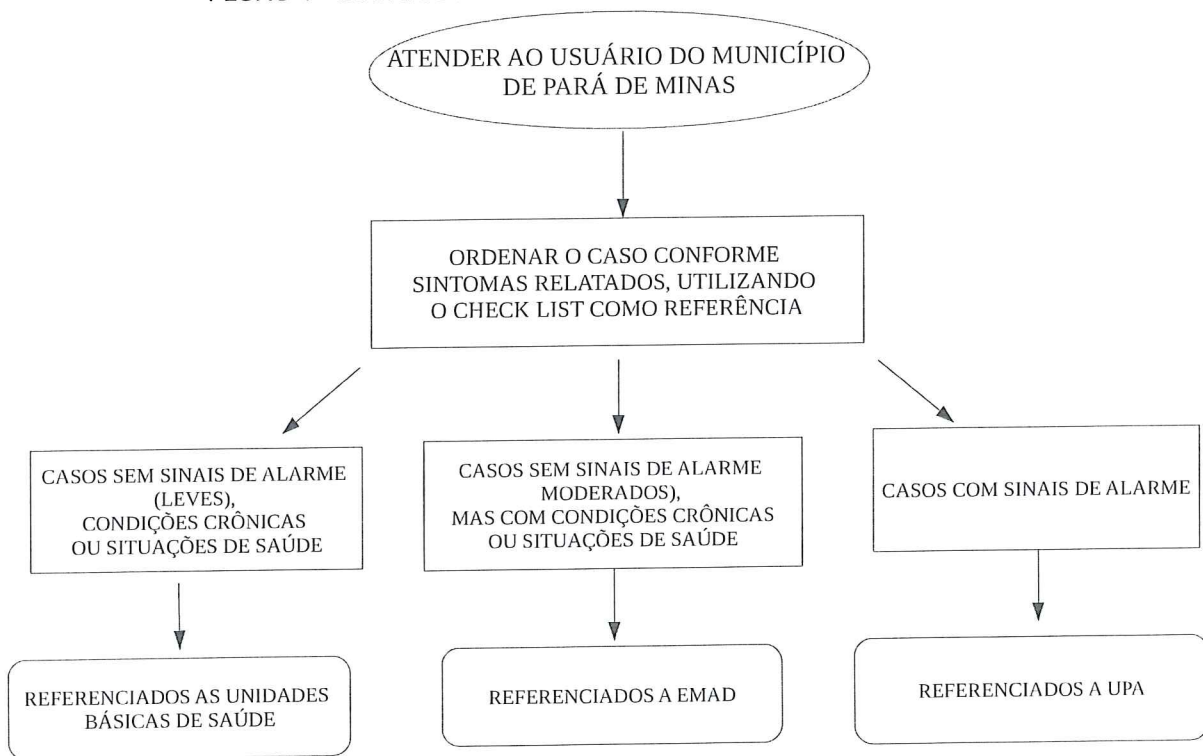 ATENDER AO USUÁRIO DO MUNICÍPIO
DE PARÁ DE MINAS
ORDENAR O CASO CONFORME
SINTOMAS RELATADOS, UTILIZANDO
O CHECK LIST COMO REFERÊNCIA
CASOS SEM SINAIS DE ALARME
(LEVES),
CONDIÇÕES CRÔNICAS
OU SITUAÇÕES DE SAÚDE
CASOS SEM SINAIS DE ALARME
MODERADOS),
MAS COM CONDIÇÕES CRÔNICAS
OU SITUAÇÕES DE SAÚDE
CASOS COM SINAIS DE ALARME
REFERENCIADOS AS UNIDADES
BÁSICAS DE SAÚDE
REFERENCIADOS A EMAD
REFERENCIADOS A UPA